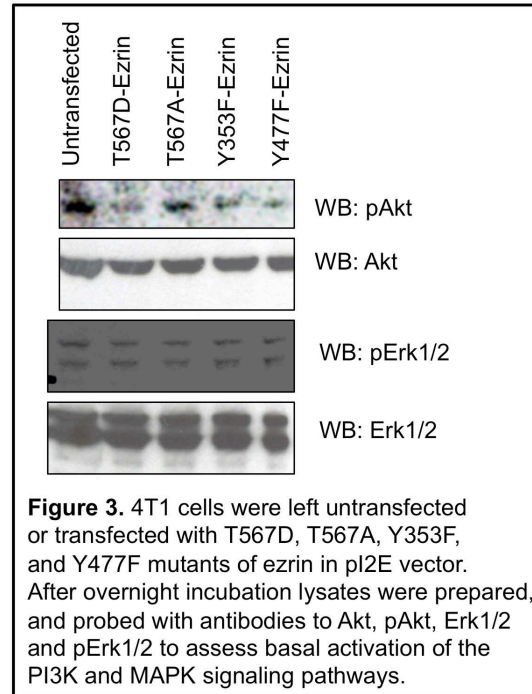 Untransfected
T567D-Ezrin
T567A-Ezrin
Y353F-Ezrin
Y477F-Ezrin
WB: pAkt
WB: Akt
WB: pErk1/2
WB: Erk1/2
Figure 3. 4T1 cells were left untransfected
or transfected with T567D, T567A, Y353F,
and Y477F mutants of ezrin in pI2E vector.
After overnight incubation lysates were prepared,
and probed with antibodies to Akt, pAkt, Erk1/2
and pErk1/2 to assess basal activation of the
PI3K and MAPK signaling pathways.